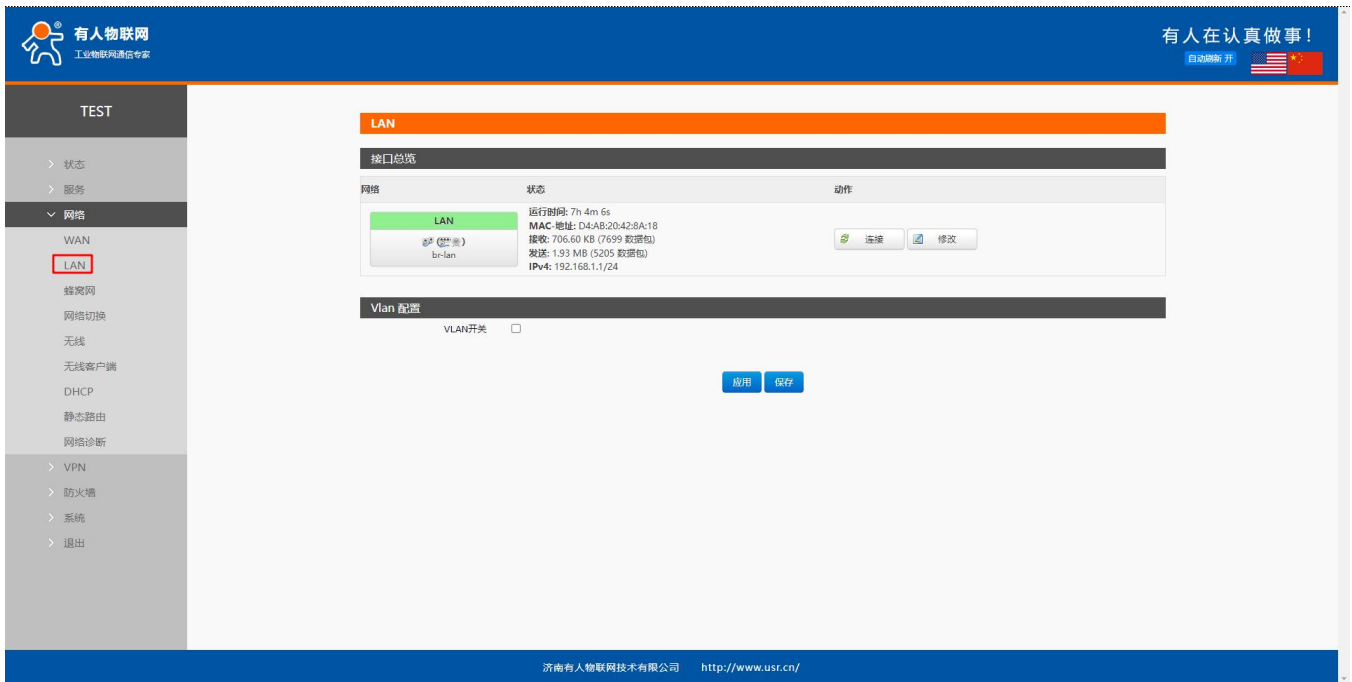 有人物联网
工业物联网通信专家
有人在认真做事！
自动刷新 开
TEST
状态
服务
网络
WAN
LAN
蜂窝网
网络切换
无线
无线客户端
DHCP
静态路由
网络诊断
VPN
防火墙
系统
退出
LAN
接口总览
网络 状态 动作
LAN
br-lan
运行时间: 7h 4m 6s
MAC-地址: D4:AB:20:42:8A:18
接收: 706.60 KB (7699 数据包)
发送: 1.93 MB (5205 数据包)
IPv4: 192.168.1.1/24
连接 修改
Vlan 配置
VLAN开关
应用 保存
济南有人物联网技术有限公司 http://www.usr.cn/